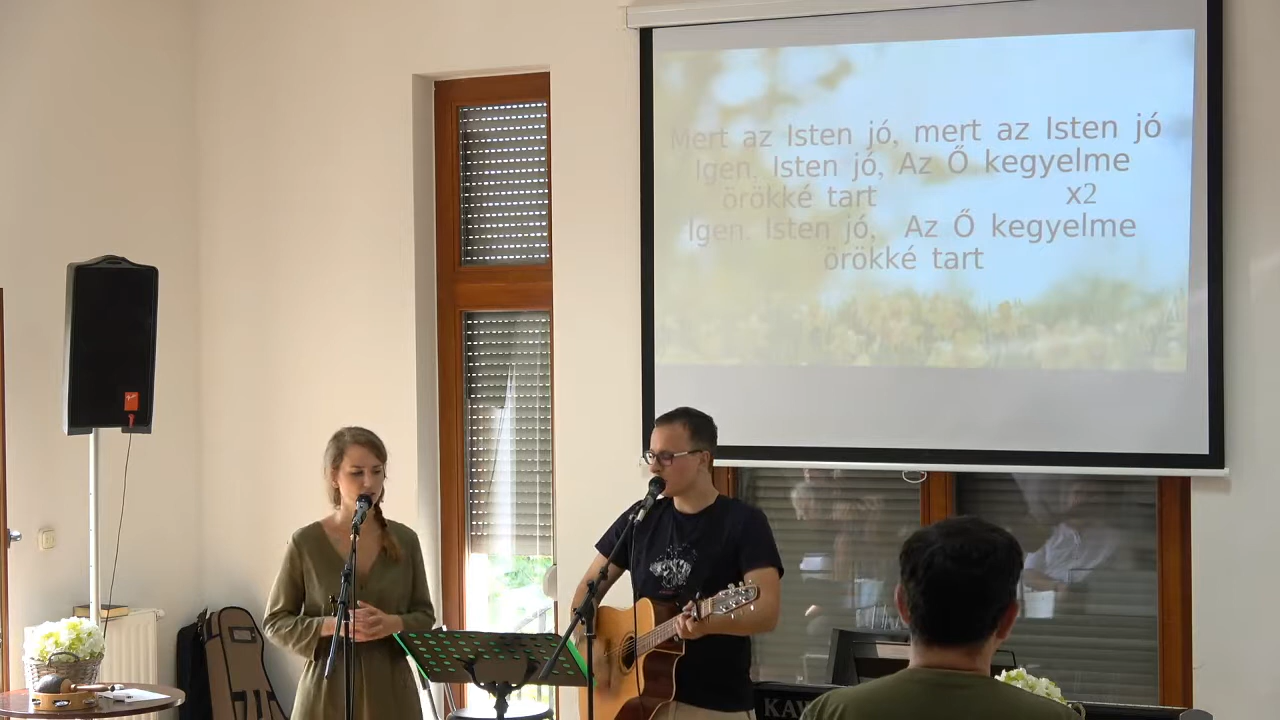 Mert az Isten jó, mert az Isten jó
Igen. Isten jó, Az Ő kegyelme
örökké tart x2
Igen. Isten jó, Az Ő kegyelme
örökké tart
KAW